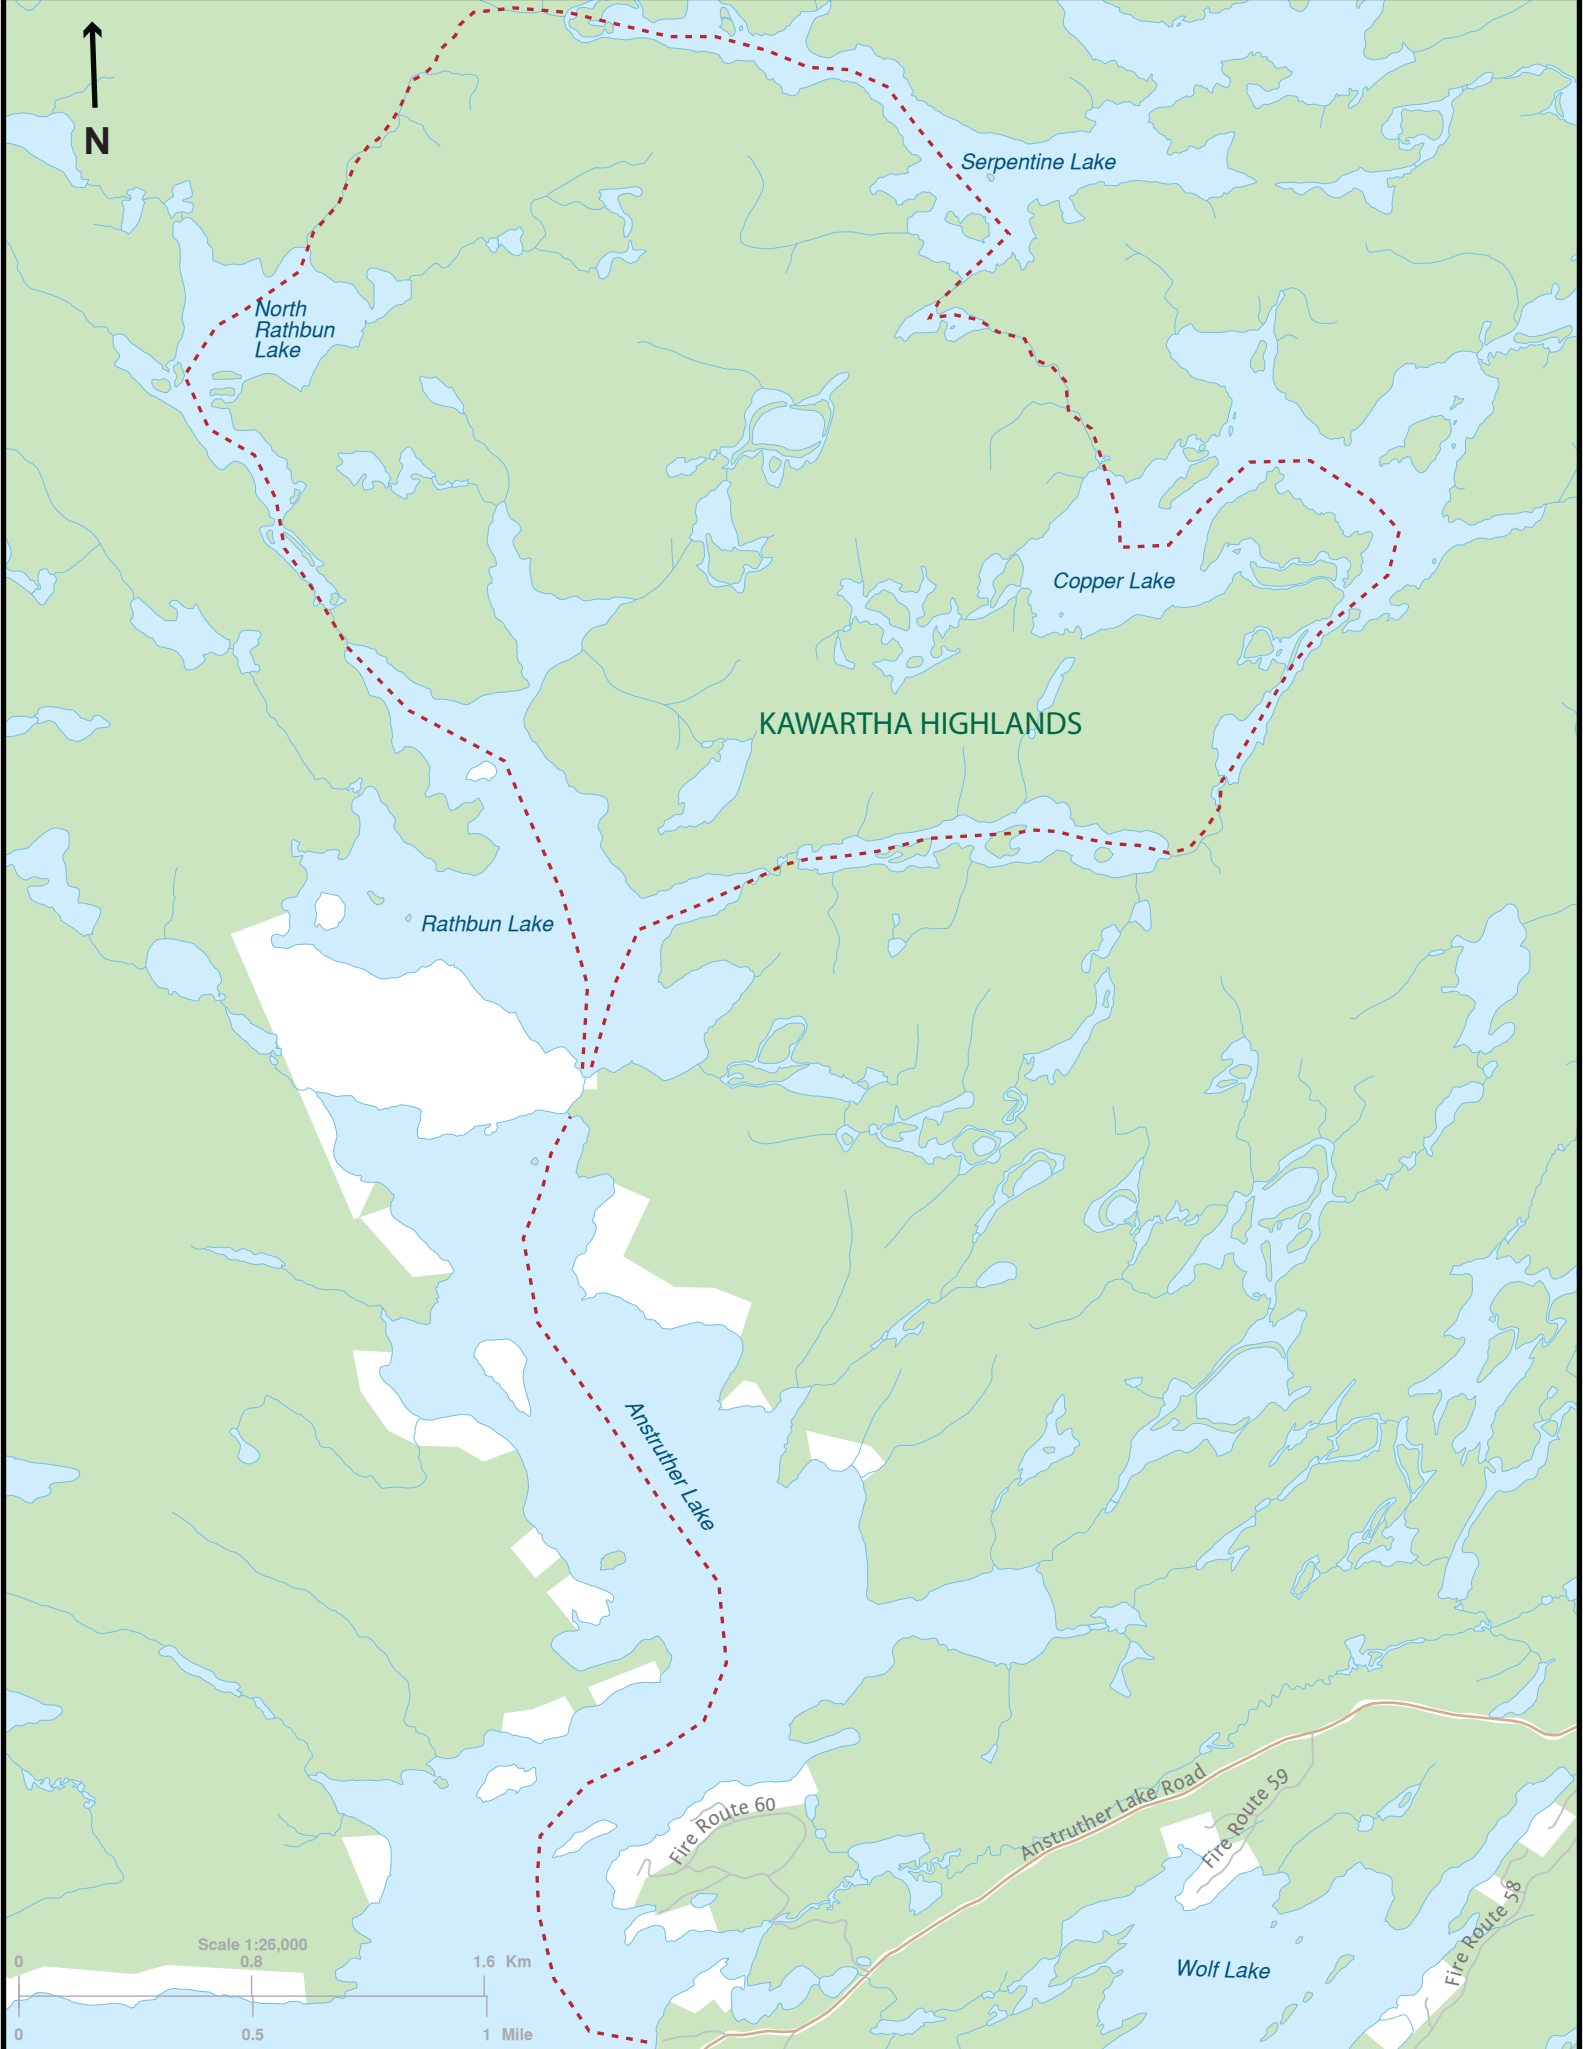 N
Serpentine Lake
North
Rathbun
Lake
Copper Lake
KAWARTHA HIGHLANDS
Rathbun Lake
Anstruther Lake
Fire Route 60
Anstruther Lake Road
Fire Route 59
Fire Route 58
Wolf Lake
Scale 1:26,000
0 0.8 1.6 Km
0 0.5 1 Mile